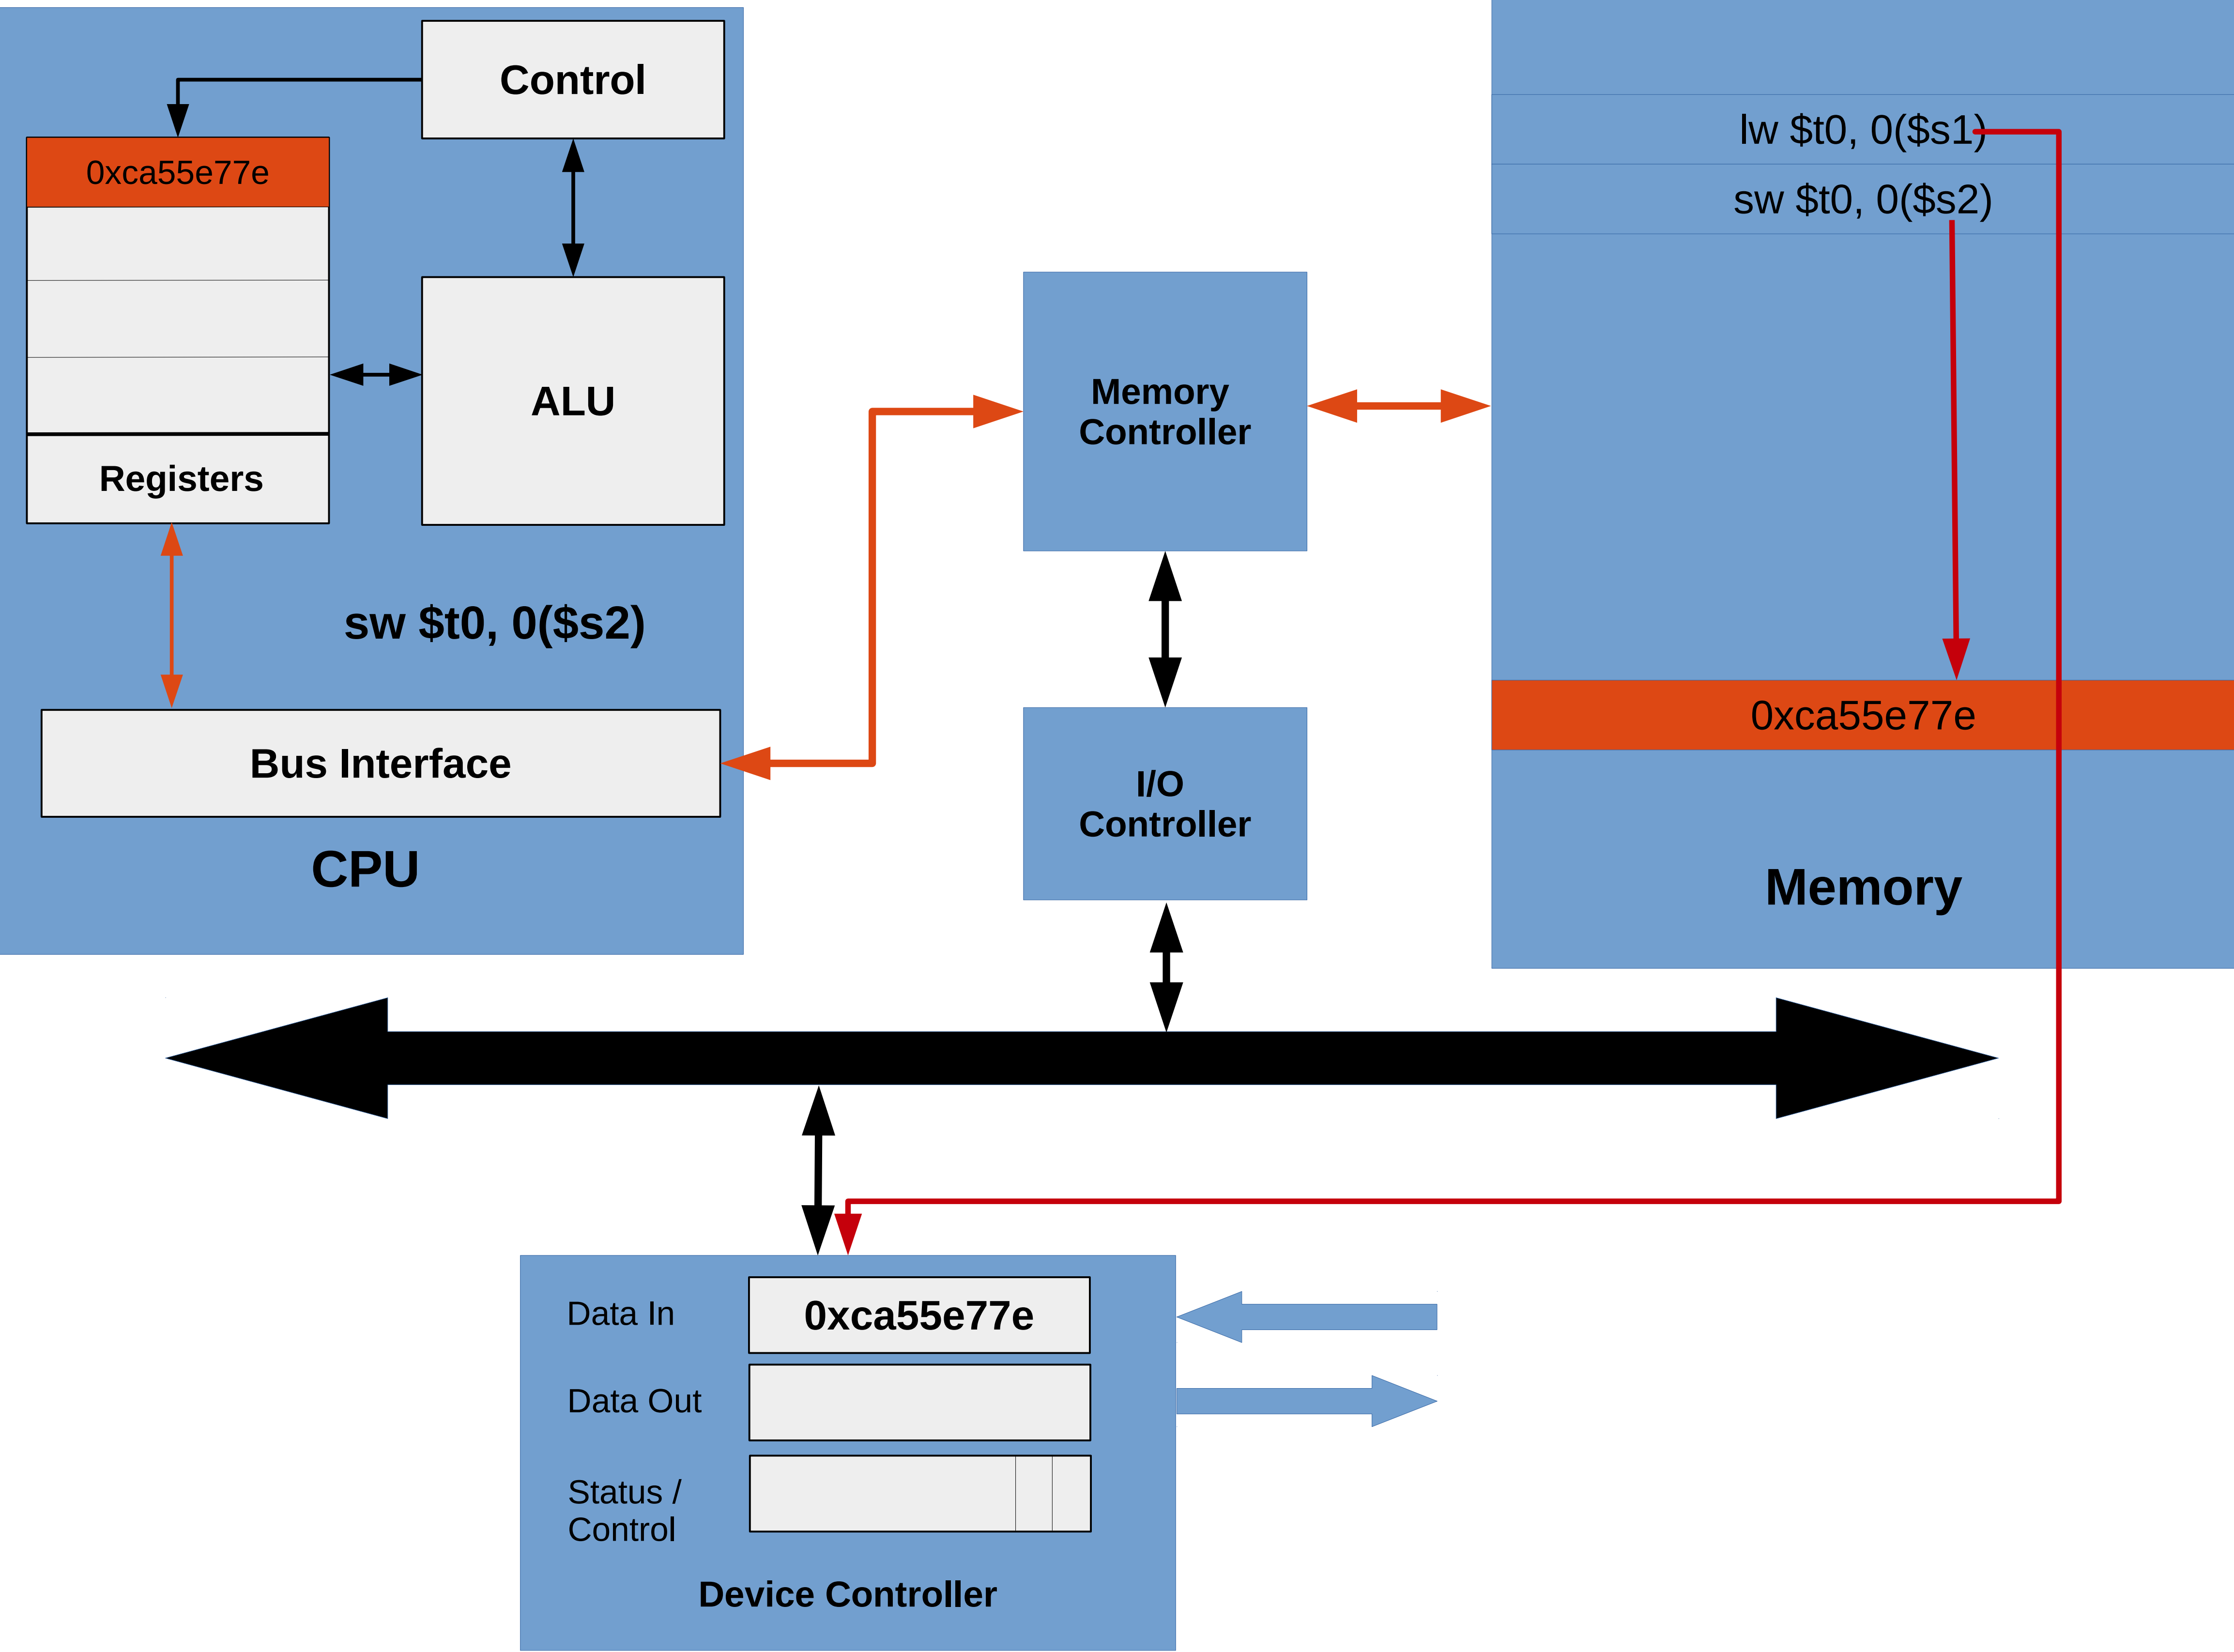 Control
0xca55e77e
ALU
Registers
sw $t0, 0($s2)
Bus Interface
CPU
Memory
Controller
I/O
Controller
lw $t0, 0($s1)
sw $t0, 0($s2)
0xca55e77e
Memory
Data In
0xca55e77e
Data Out
Status /
Control
Device Controller